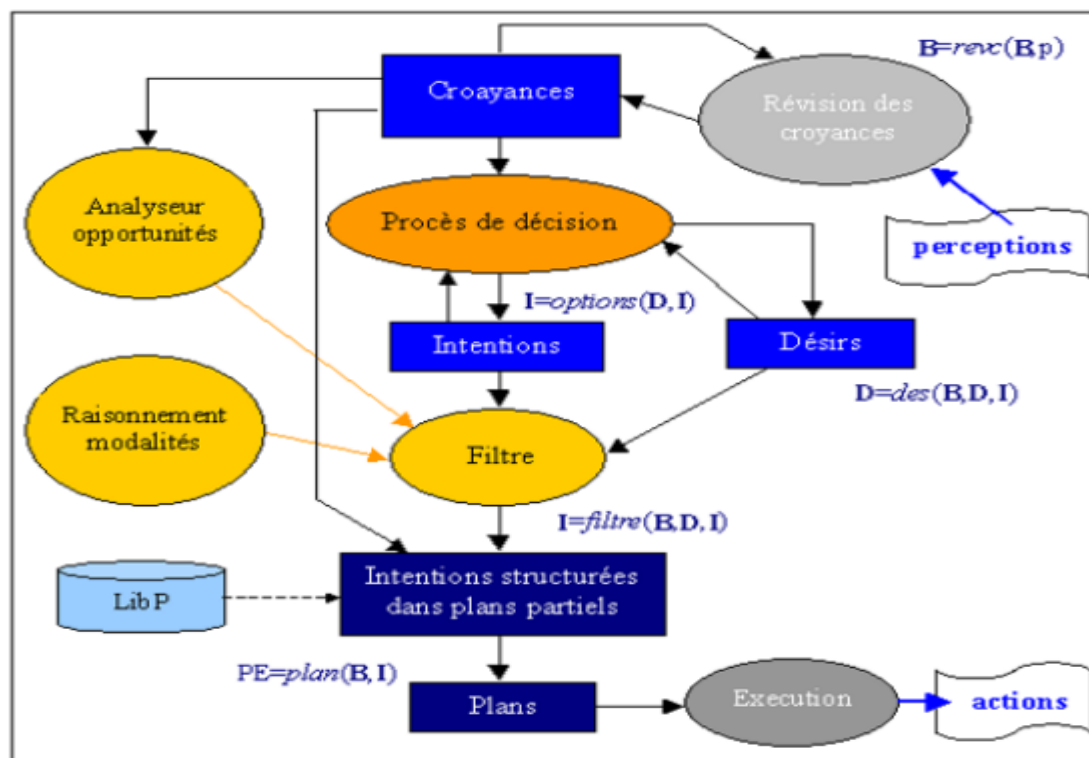 B=revc(B,p)
Croayances
Révision des
croyances
Analyseur
opportunités
Procès de décision
perceptions
I=options(D,I)
Intentions
Désirs
D=des(B,D,I)
Raisonnement
modalités
Filtre
I=filtre(B,D,I)
LibP
Intentions structurées
dans plans partiels
PE=plan(B,I)
Plans
Execution
actions